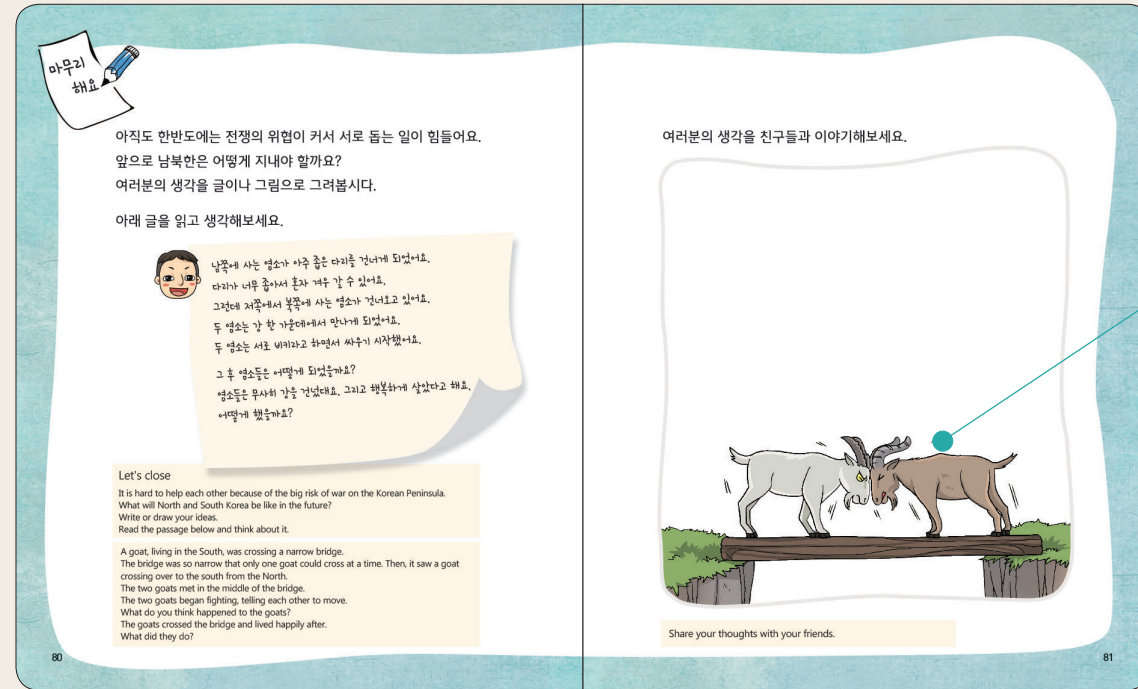 마무리
해요
아직도 한반도에는 전쟁의 위협이 커서 서로 돕는 일이 힘들어요.
앞으로 남북한은 어떻게 지내야 할까요?
여러분의 생각을 글이나 그림으로 그려봅시다.
아래 글을 읽고 생각해보세요.
남쪽에 사는 염소가 아주 좁은 다리를 건너게 되었어요.
다리가 너무 좁아서 혼자 겨우 갈 수 있어요.
그런데 저쪽에서 북쪽에 사는 염소가 건너오고 있어요.
두 염소는 강 한 가운데에서 만나게 되었어요.
두 염소는 서로 비키라고 하면서 싸우기 시작했어요.
그 후 염소들은 어떻게 되었을까요?
염소들은 무사히 강을 건넜대요. 그리고 행복하게 살았다고 해요.
어떻게 했을까요?
Let's close
It is hard to help each other because of the big risk of war on the Korean Peninsula.
What will North and South Korea be like in the future?
Write or draw your ideas.
Read the passage below and think about it.
A goat, living in the South, was crossing a narrow bridge.
The bridge was so narrow that only one goat could cross at a time. Then, it saw a goat
crossing over to the south from the North.
The two goats met in the middle of the bridge.
The two goats began fighting, telling each other to move.
What do you think happened to the goats?
The goats crossed the bridge and lived happily after.
What did they do?
80
여러분의 생각을 친구들과 이야기해보세요.
Share your thoughts with your friends.
81